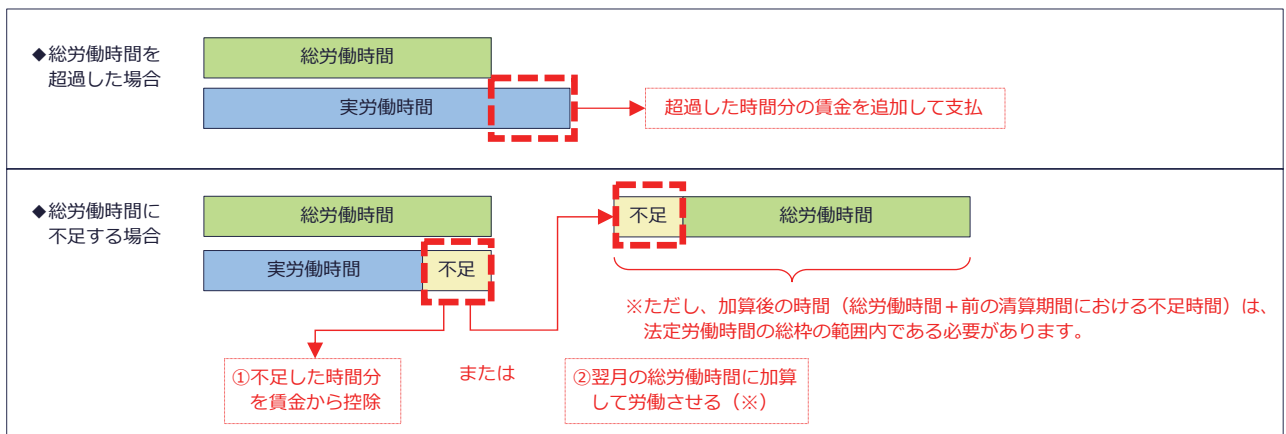 ◆総労働時間を
超過した場合
総労働時間
実労働時間
超過した時間分の賃金を追加して支払
◆総労働時間に
不足する場合
総労働時間
実労働時間
不足
不足
総労働時間
※ただし、加算後の時間（総労働時間＋前の清算期間における不足時間）は、
法定労働時間の総枠の範囲内である必要があります。
①不足した時間分
を賃金から控除
または
②翌月の総労働時間に加算
して労働させる（※）